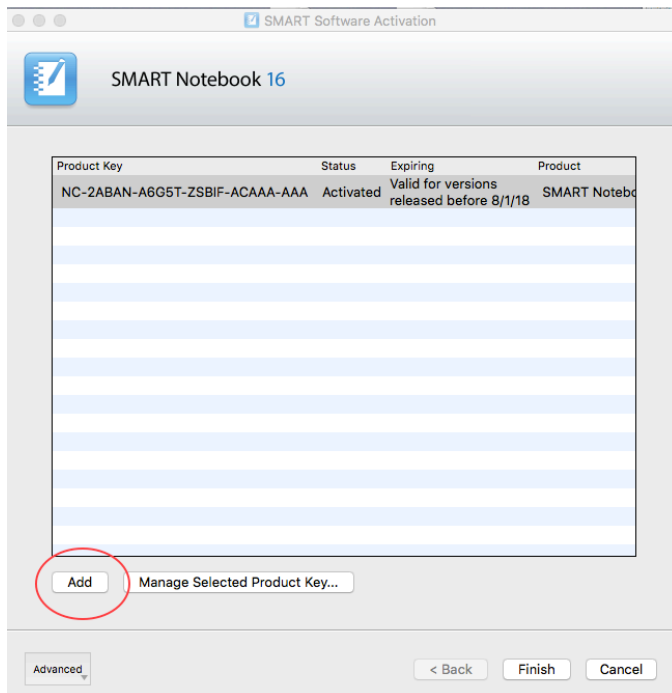 SMART Software Activation
SMART Notebook 16
Product Key Status Expiring Product
NC-2ABAN-A6G5T-ZSBIF-ACAAA-AAA Activated Valid for versions SMART Notebo
released before 8/1/18
Add Manage Selected Product Key...
Advanced < Back Finish Cancel